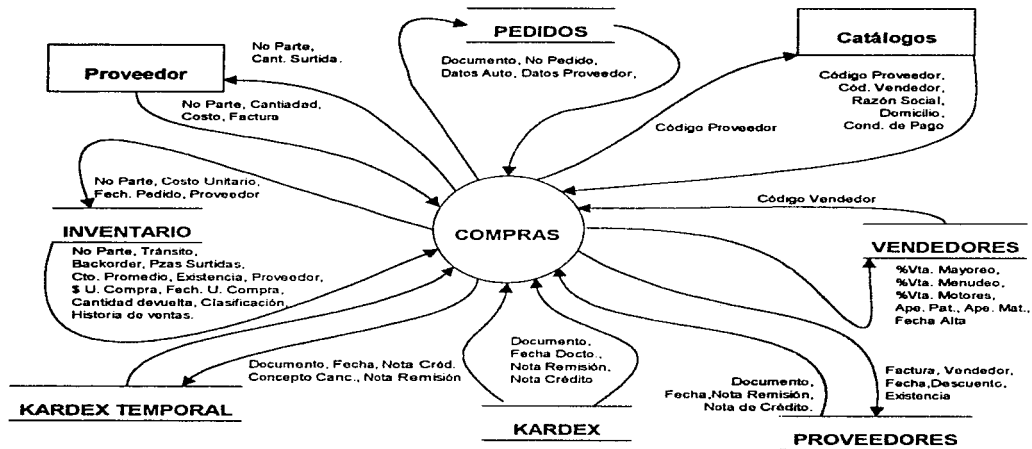 PEDIDOS
Catálogos
Proveedor
No Parte,
Cant. Surtida.
Documento, No Pedido,
Datos Auto, Datos Proveedor,
Código Proveedor,
Cód. Vendedor,
Razón Social,
Domicilio,
Cond. de Pago
No Parte, Cantiadad,
Costo, Factura
Código Proveedor
No Parte, Costo Unitario,
Fech. Pedido, Proveedor
Código Vendedor
INVENTARIO
COMPRAS
VENDEDORES
No Parte, Tránsito,
Backorder, Pzas Surtidas,
Cto. Promedio, Existencia, Proveedor,
$ U. Compra, Fech. U. Compra,
Cantidad devuelta, Clasificación,
Historia de ventas.
%Vta. Mayoreo,
%Vta. Menudeo,
%Vta. Motores,
Ape. Pat., Ape. Mat.,
Fecha Alta
Documento, Fecha, Nota Créd.
Concepto Canc., Nota Remisión
Documento,
Fecha Docto.,
Nota Remisión,
Nota Crédito
Documento,
Fecha,Nota Remisión,
Nota de Crédito.
Factura, Vendedor,
Fecha,Descuento,
Existencia
KARDEX TEMPORAL
KARDEX
PROVEEDORES